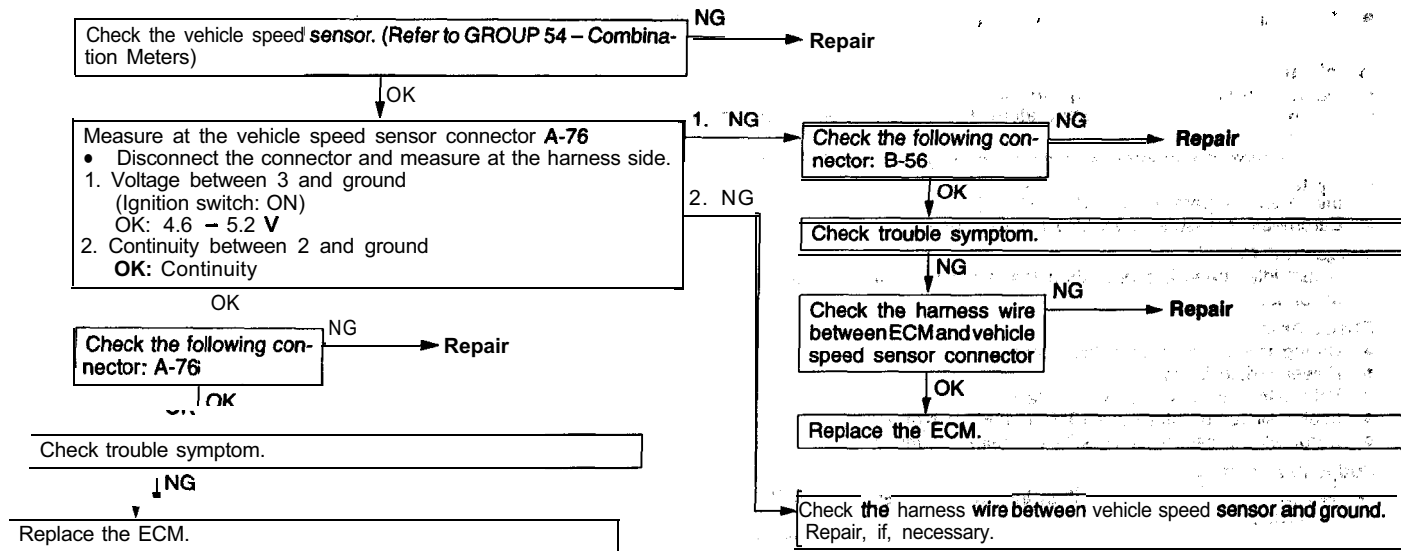 Check the vehicle speed sensor. (Refer to GROUP 54 – Combina-
tion Meters)
NG
Repair
OK
Measure at the vehicle speed sensor connector A-76
• Disconnect the connector and measure at the harness side.
1. Voltage between 3 and ground
(Ignition switch: ON)
OK: 4.6 – 5.2 V
2. Continuity between 2 and ground
OK: Continuity
1. NG
Check the following con-
nector: B-56
NG
Repair
OK
Check trouble symptom.
NG
Check the harness wire
between ECM and vehicle
speed sensor connector
NG
Repair
OK
Replace the ECM.
2. NG
Check the harness wire between vehicle speed sensor and ground.
Repair, if, necessary.
OK
Check the following con-
nector: A-76
NG
Repair
OK
Check trouble symptom.
NG
Replace the ECM.